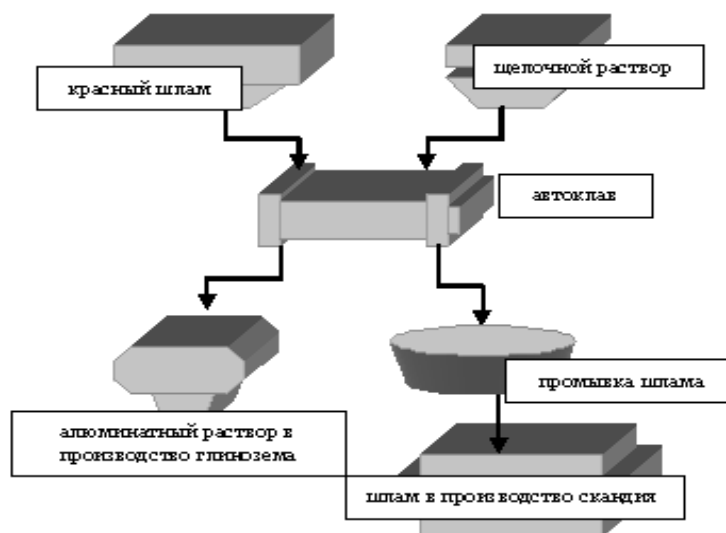 красный шлам
щелочной раствор
автоклав
промывка шлама
алюминатный раствор в
производство глинозема
шлам в производство скандия